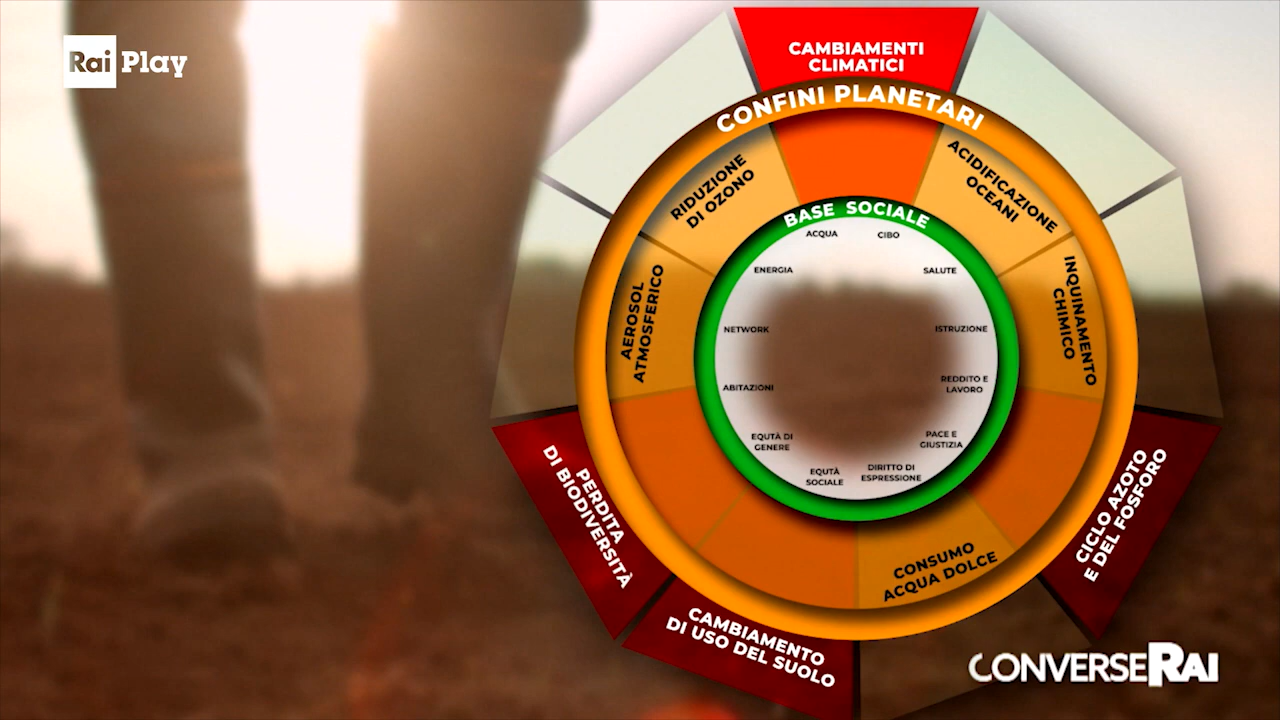 Rai Play
CAMBIAMENTI
CLIMATICI
CONFINI PLANETARI
RIDUZIONE
DI OZONO
ACIDIFICAZIONE
OCEANI
AEROSOL
ATMOSFERICO
INQUINAMENTO
CHIMICO
BASE SOCIALE
ACQUA
CIBO
ENERGIA
SALUTE
NETWORK
ISTRUZIONE
ABITAZIONI
REDDITO E
LAVORO
EQUTÀ DI
GENERE
PACE E
GIUSTIZIA
EQUTÀ
SOCIALE
DIRITTO DI
ESPRESSIONE
PERDITA
DI BIODIVERSITÀ
CICLO AZOTO
E DEL FOSFORO
CONSUMO
ACQUA DOLCE
CAMBIAMENTO
DI USO DEL SUOLO
CONVERSERAI